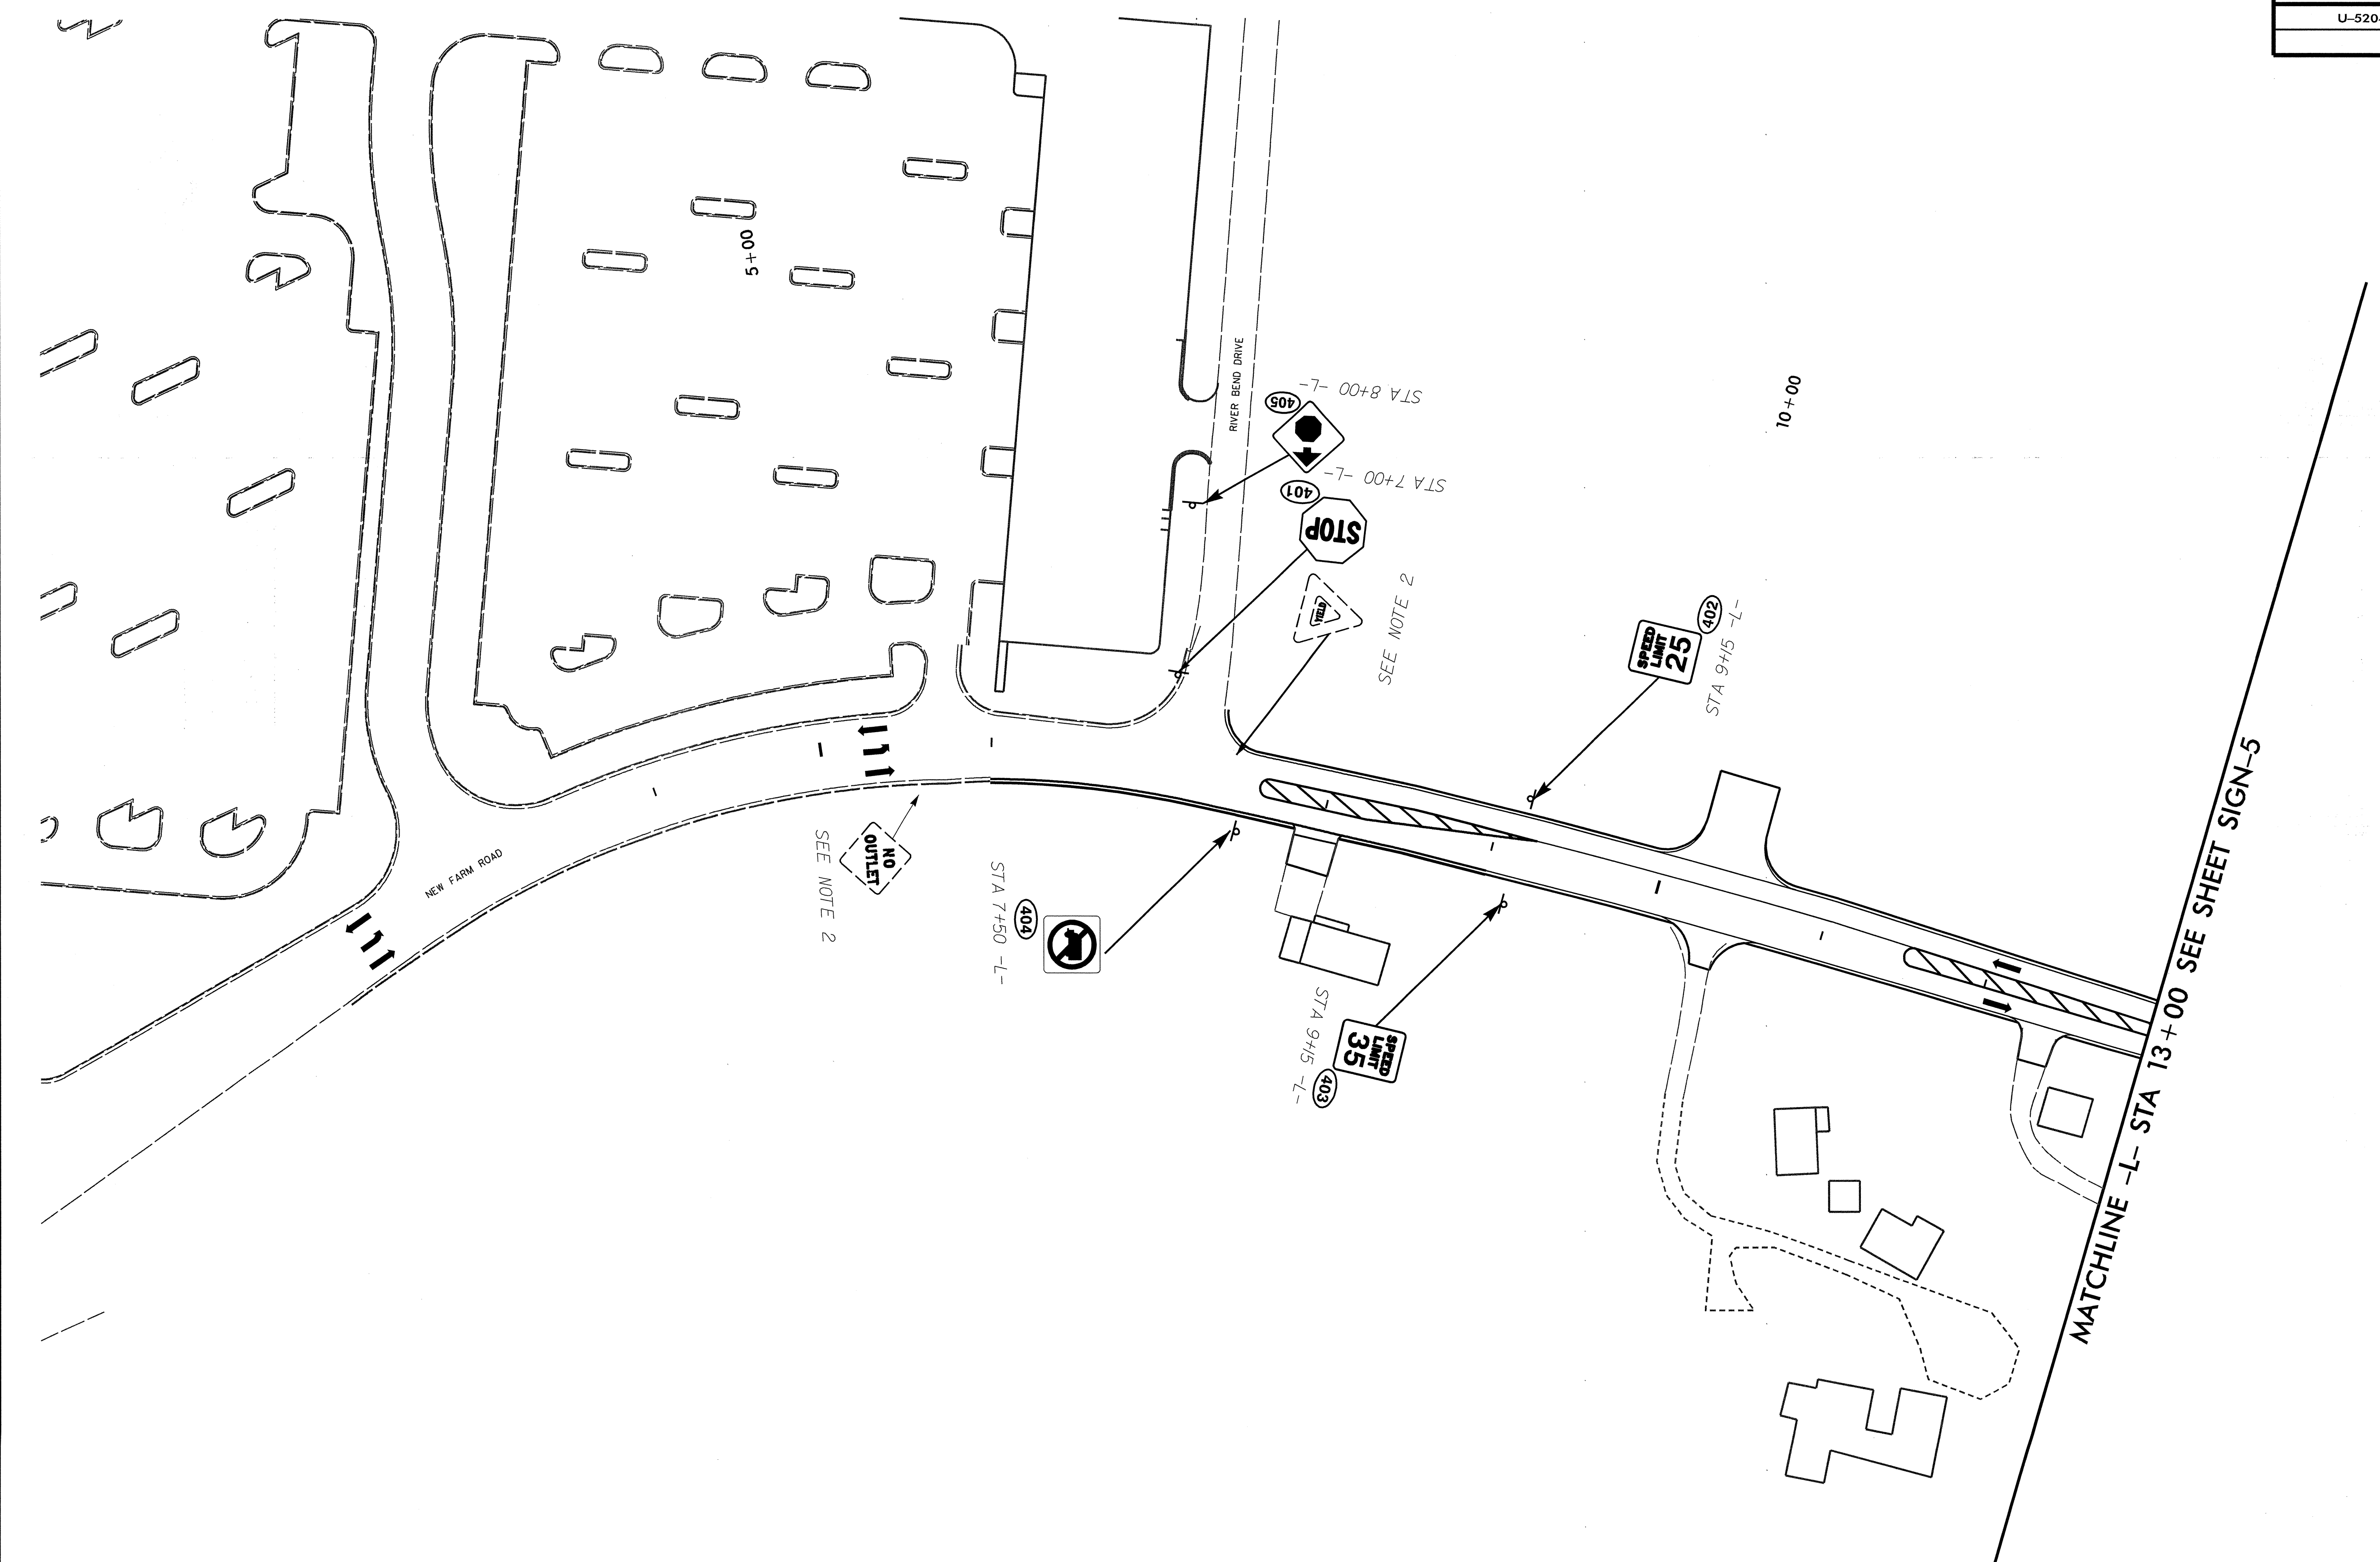 U-520
5+00
RIVER BEND DRIVE
STA 8+00 -L-
405
STA 7+00 -L-
401
STOP
YIELD
SEE NOTE 2
10+00
SPEED
LIMIT
25
402
STA 9+15 -L-
NEW FARM ROAD
NO
OUTLET
SEE NOTE 2
STA 7+50 -L-
404
STA 9+15 -L-
SPEED
LIMIT
35
403
MATCHLINE -L- STA 13+00 SEE SHEET SIGN-5